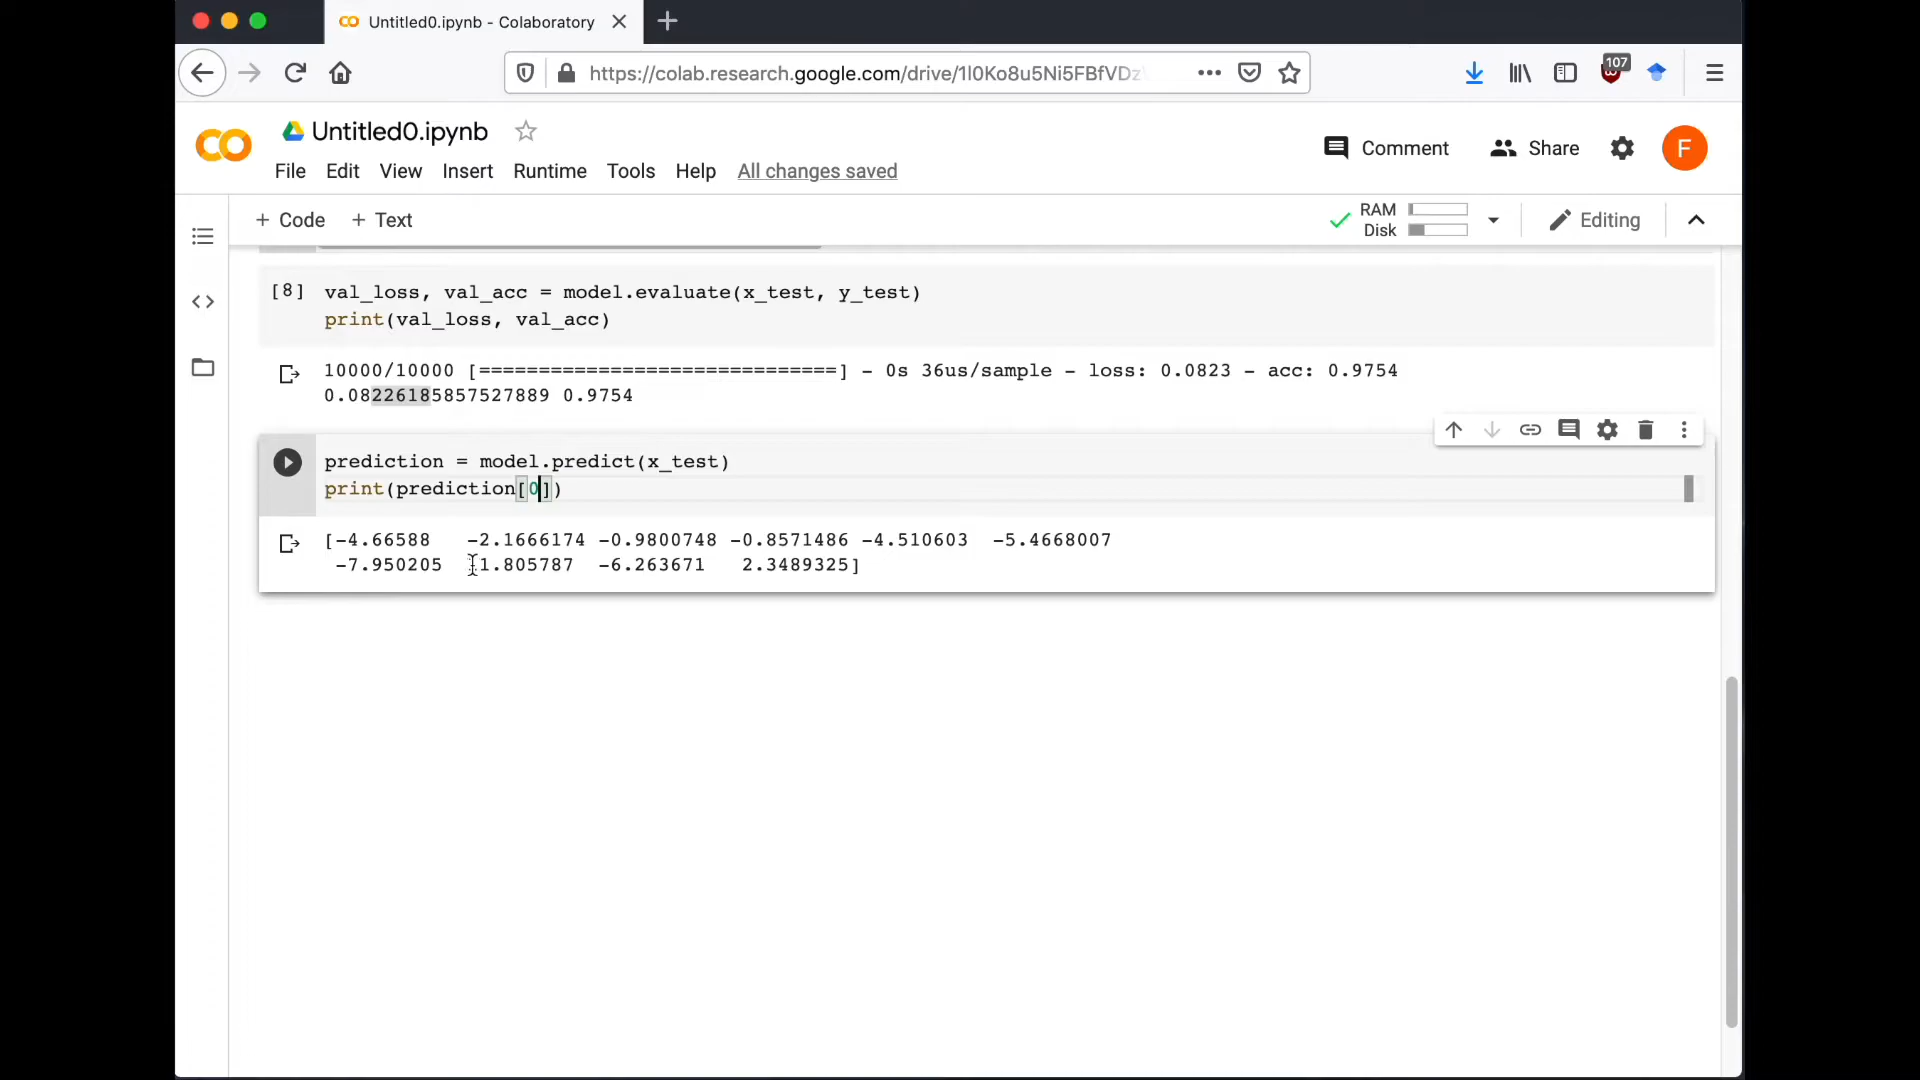 Untitled0.ipynb - Colaboratory
https://colab.research.google.com/drive/1l0Ko8u5Ni5FBfVDz
107
Untitled0.ipynb
Comment
Share
F
File Edit View Insert Runtime Tools Help All changes saved
+ Code + Text
RAM
Disk
Editing
[8] val_loss, val_acc = model.evaluate(x_test, y_test)
print(val_loss, val_acc)
10000/10000 [==============================] - 0s 36us/sample - loss: 0.0823 - acc: 0.9754
0.08226185857527889 0.9754
prediction = model.predict(x_test)
print(prediction[0])
[-4.66588 -2.1666174 -0.9800748 -0.8571486 -4.510603 -5.4668007
-7.950205 11.805787 -6.263671 2.3489325]